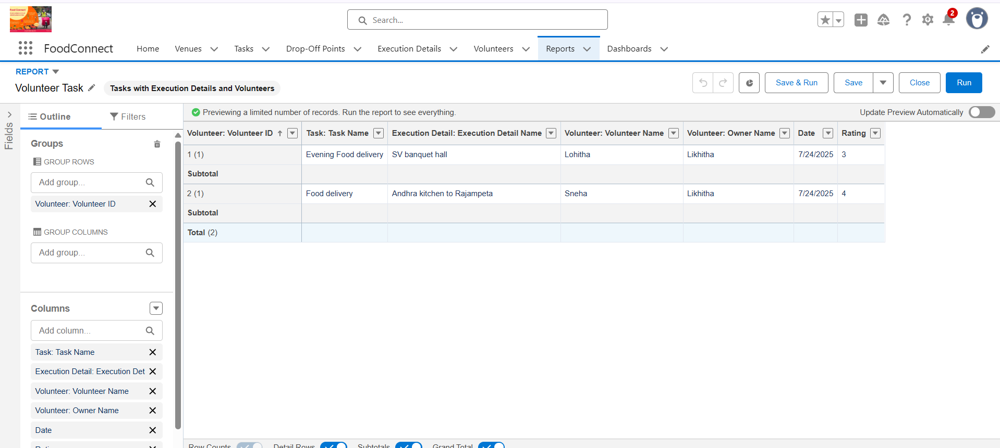 Food Connect
Search...
2
FoodConnect
Home
Venues
Tasks
Drop-Off Points
Execution Details
Volunteers
Reports
Dashboards
REPORT
Volunteer Task
Tasks with Execution Details and Volunteers
Save & Run
Save
Close
Run
Fields
Outline
Filters
Previewing a limited number of records. Run the report to see everything.
Update Preview Automatically
Groups
GROUP ROWS
Add group...
Volunteer: Volunteer ID
GROUP COLUMNS
Add group...
Columns
Add column...
Task: Task Name
Execution Detail: Execution Det
Volunteer: Volunteer Name
Volunteer: Owner Name
Date
Rating
Volunteer: Volunteer ID Task: Task Name Execution Detail: Execution Detail Name Volunteer: Volunteer Name Volunteer: Owner Name Date Rating
1 (1) Evening Food delivery SV banquet hall Lohitha Likhitha 7/24/2025 3
Subtotal
2 (1) Food delivery Andhra kitchen to Rajampeta Sneha Likhitha 7/24/2025 4
Subtotal
Total (2)
Row Counts
Detail Rows
Subtotals
Grand Total